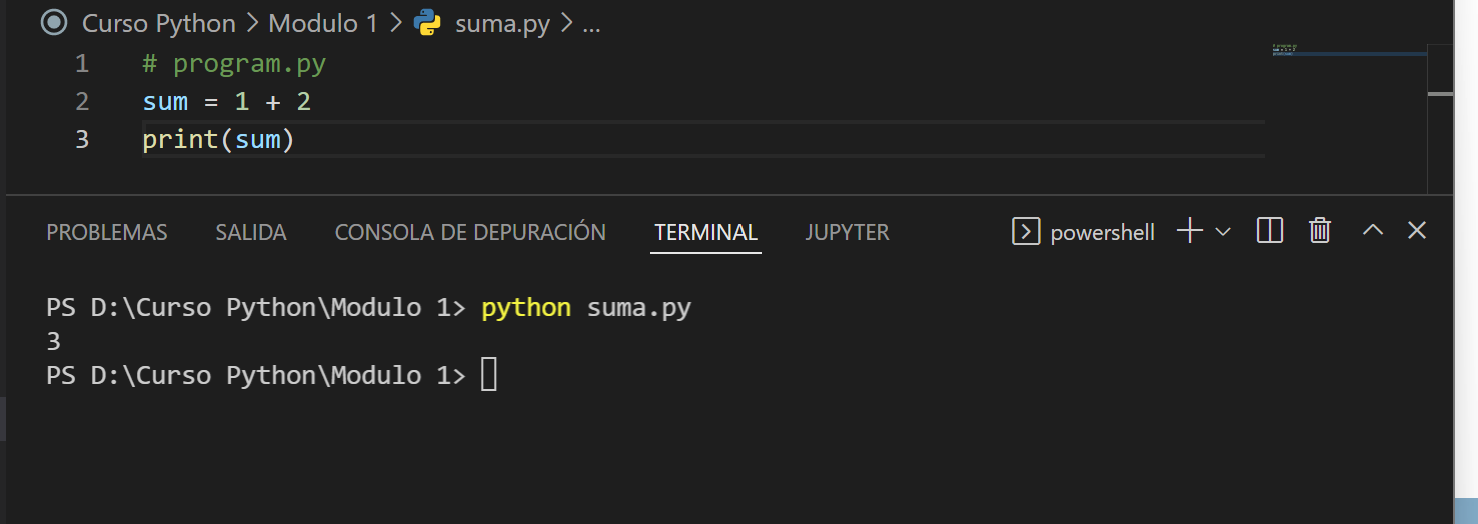 Curso Python > Modulo 1 > suma.py > ...
1 # program.py
2 sum = 1 + 2
3 print(sum)
PROBLEMAS SALIDA CONSOLA DE DEPURACIÓN TERMINAL JUPYTER powershell
PS D:\Curso Python\Modulo 1> python suma.py
3
PS D:\Curso Python\Modulo 1>